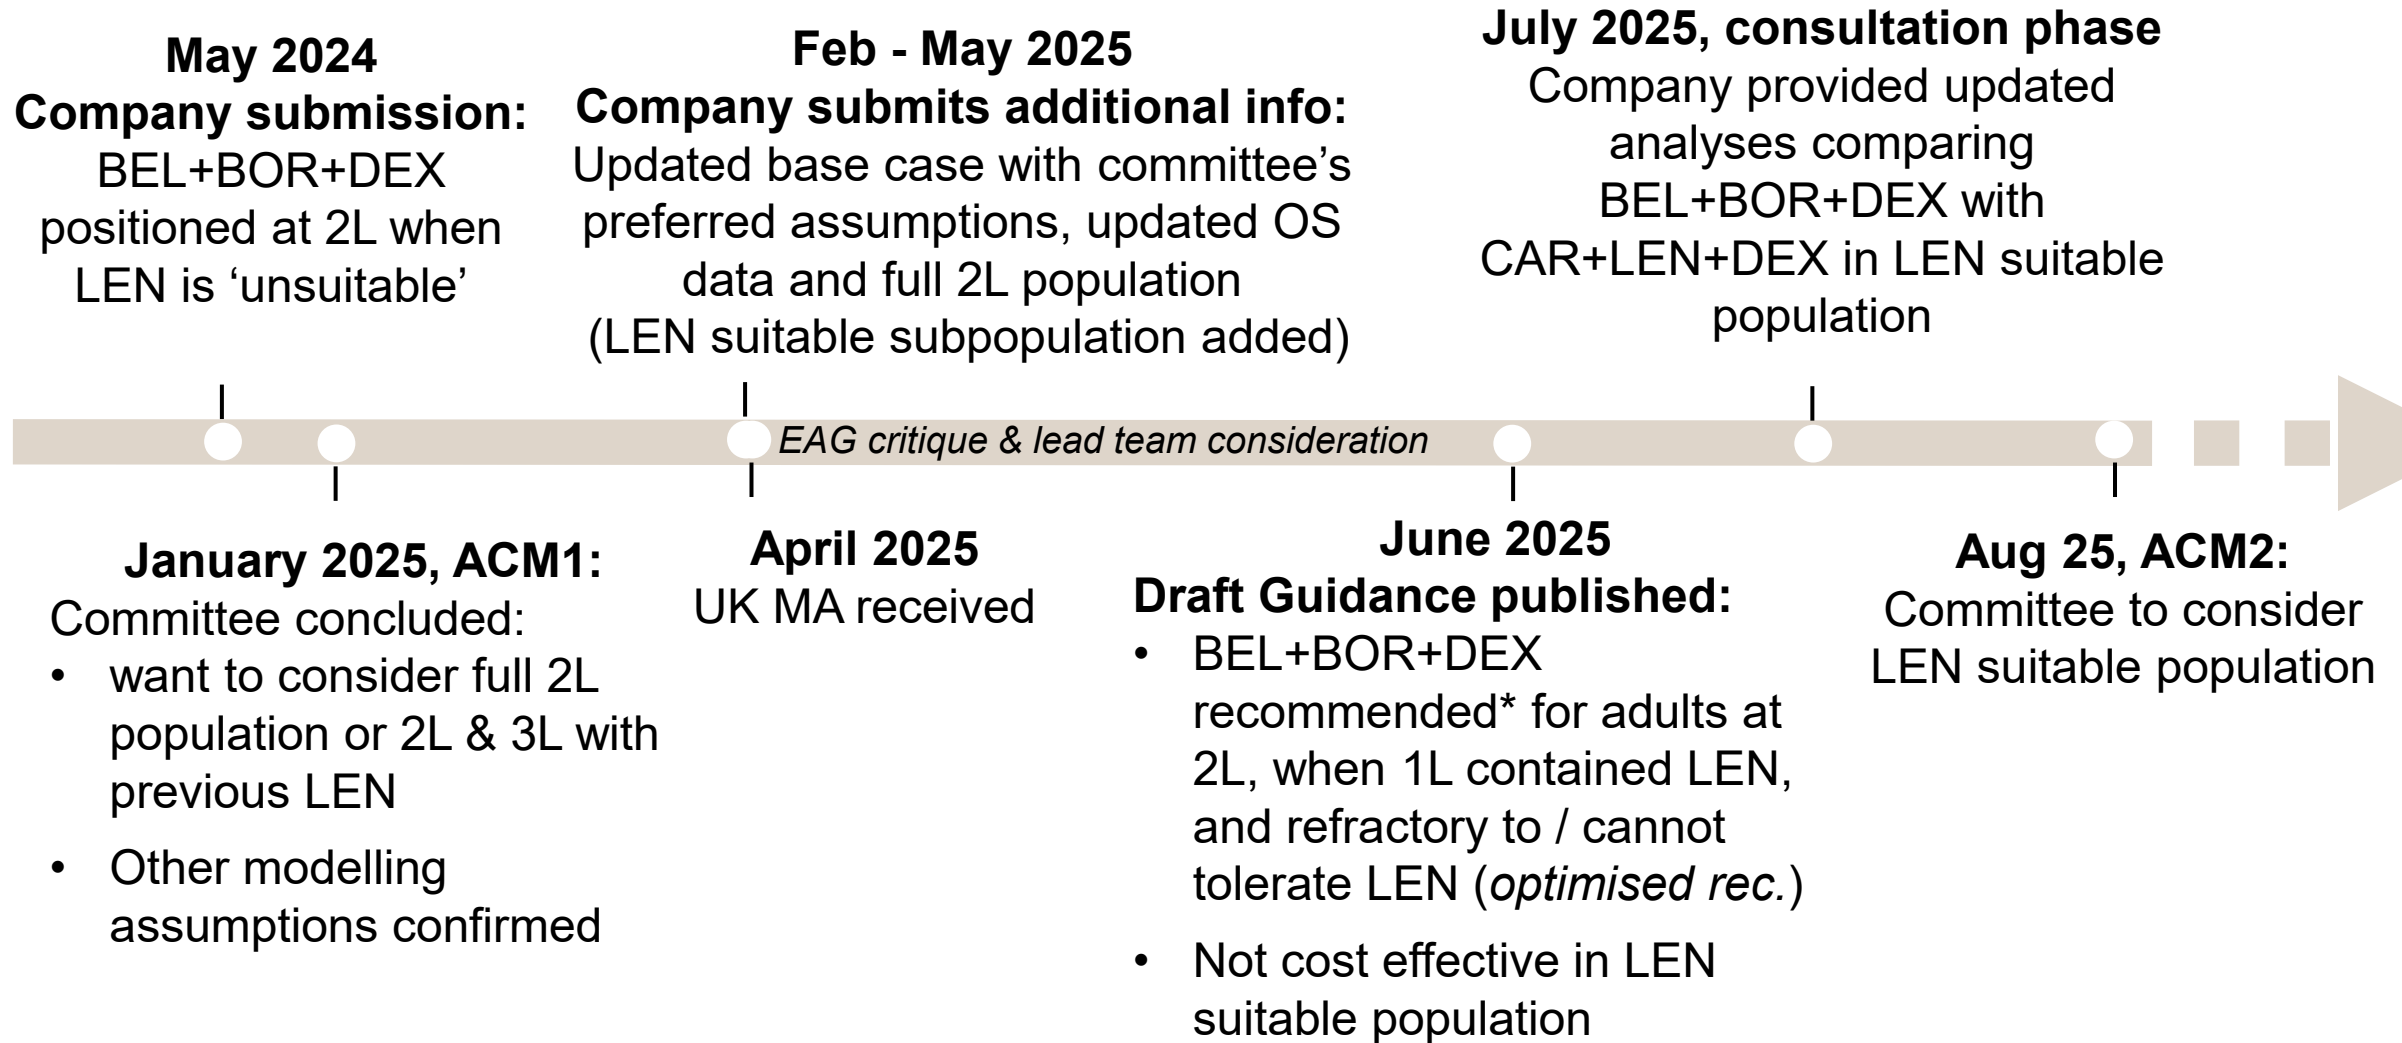 May 2024
Company submission:
BEL+BOR+DEX
positioned at 2L when
LEN is ‘unsuitable’
Feb - May 2025
Company submits additional info:
Updated base case with committee’s
preferred assumptions, updated OS
data and full 2L population
(LEN suitable subpopulation added)
July 2025, consultation phase
Company provided updated
analyses comparing
BEL+BOR+DEX with
CAR+LEN+DEX in LEN suitable
population
EAG critique & lead team consideration
January 2025, ACM1:
Committee concluded:
• want to consider full 2L
population or 2L & 3L with
previous LEN
• Other modelling
assumptions confirmed
April 2025
UK MA received
June 2025
Draft Guidance published:
• BEL+BOR+DEX
recommended* for adults at
2L, when 1L contained LEN,
and refractory to / cannot
tolerate LEN (optimised rec.)
• Not cost effective in LEN
suitable population
Aug 25, ACM2:
Committee to consider
LEN suitable population